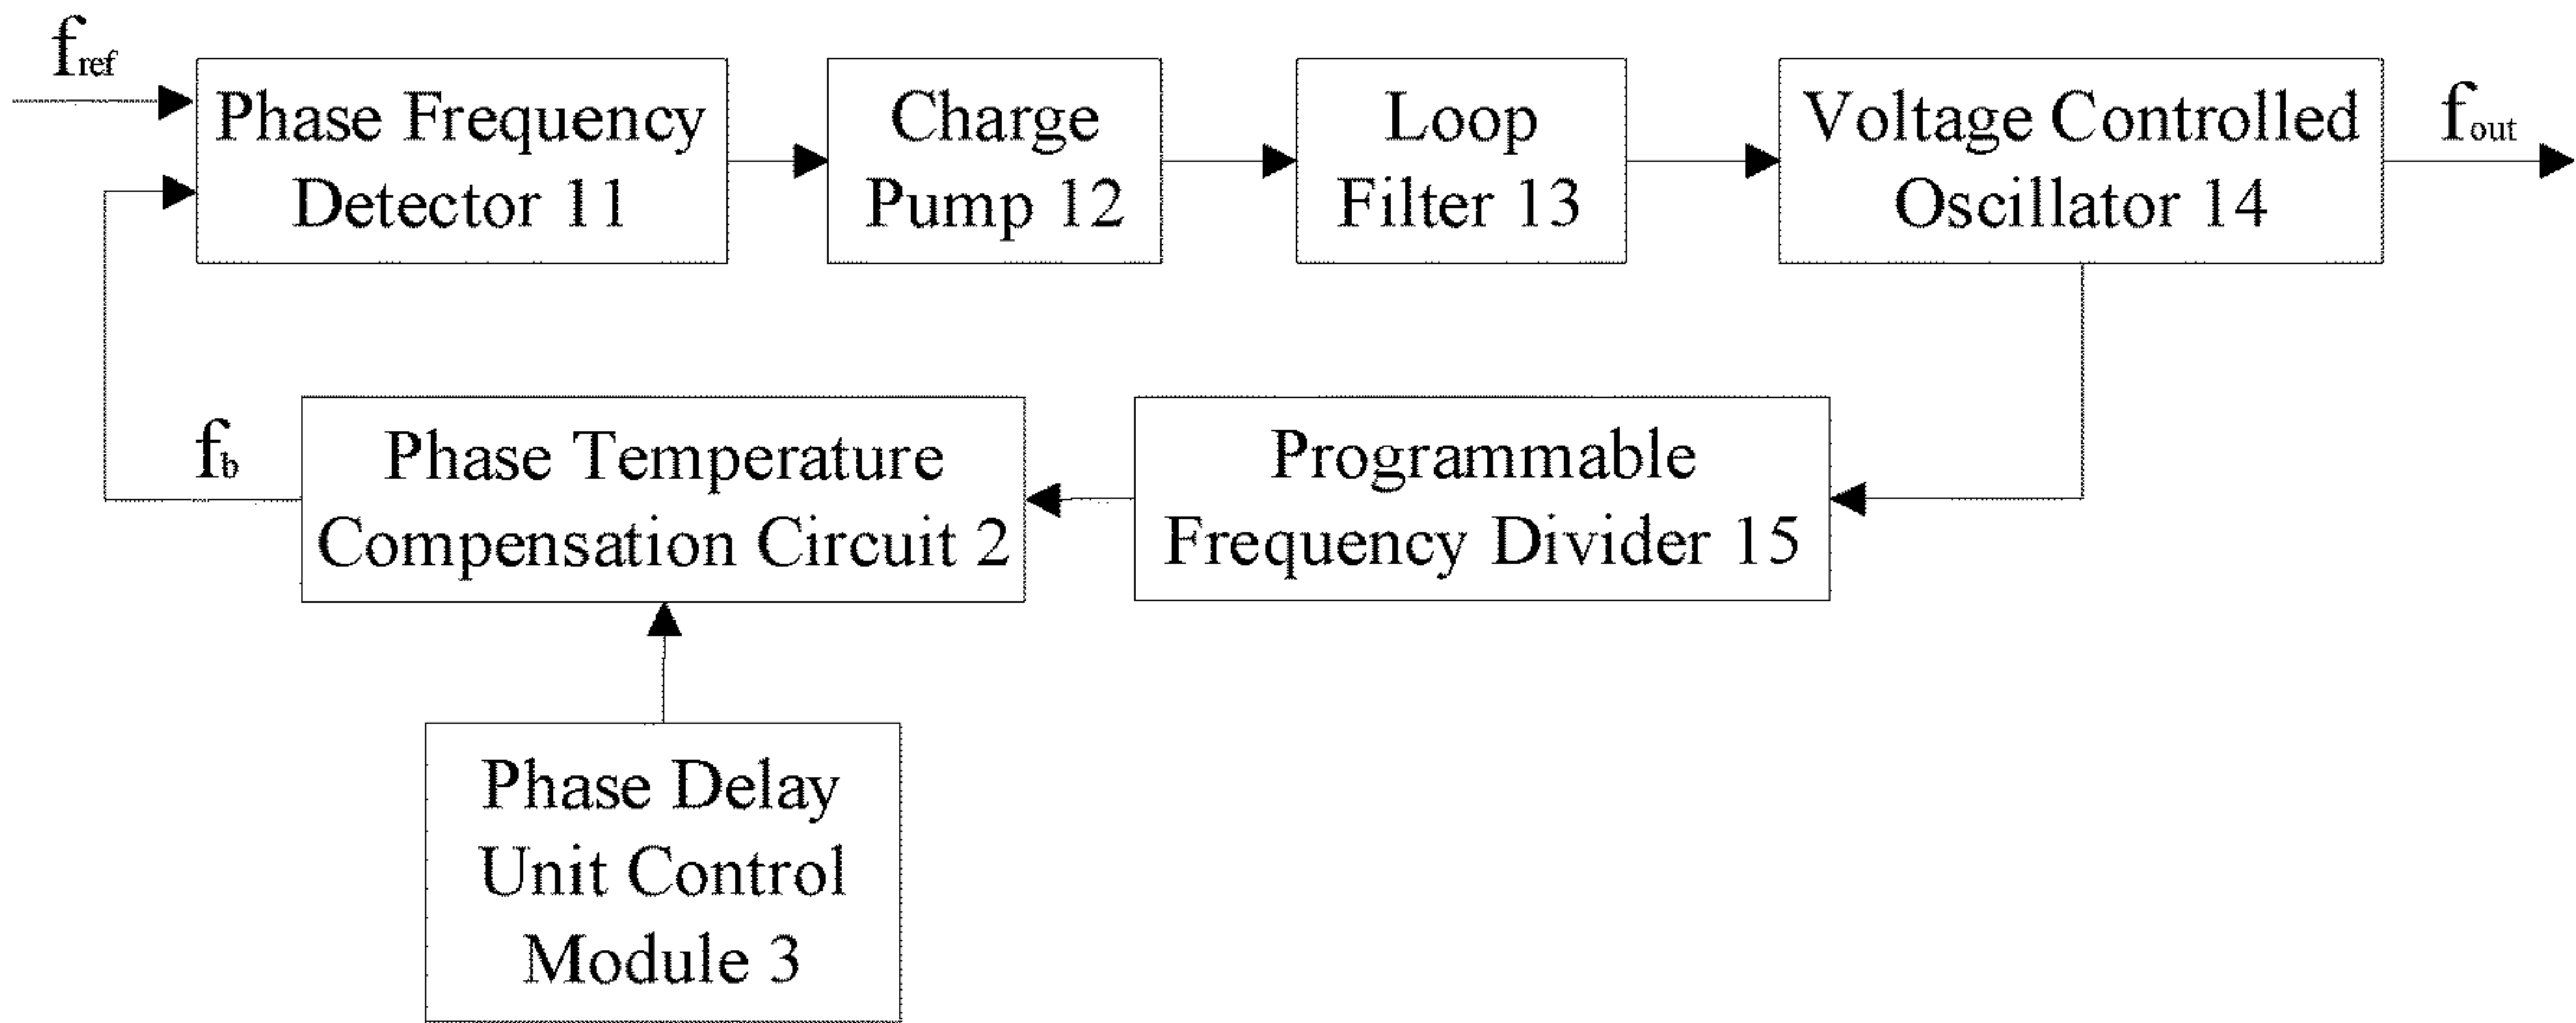 fref
Phase Frequency
Detector 11
Charge
Pump 12
Loop
Filter 13
Voltage Controlled
Oscillator 14
fout
fb
Phase Temperature
Compensation Circuit 2
Programmable
Frequency Divider 15
Phase Delay
Unit Control
Module 3